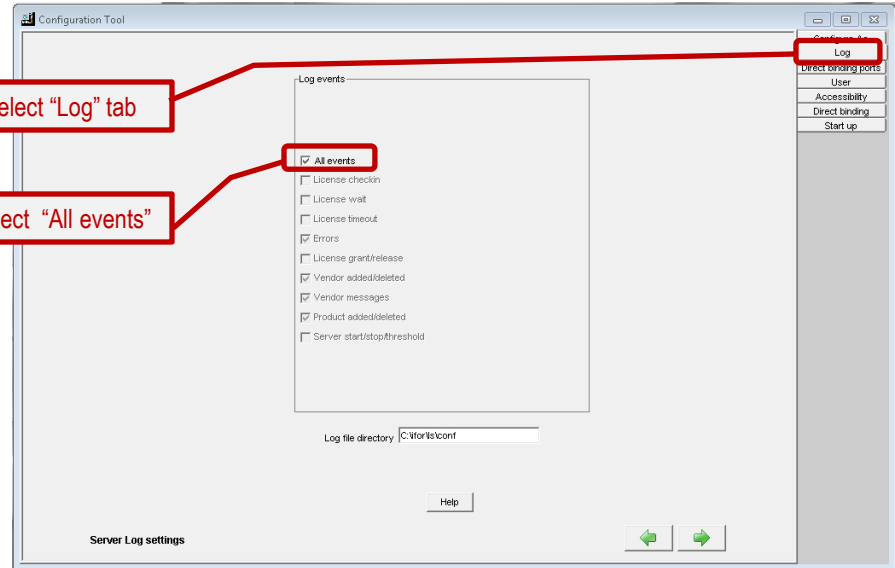 Configuration Tool
Log
Direct binding ports
User
Accessibility
Direct binding
Start up
Log events
elect “Log” tab
All events
License checkin
License wait
ect “All events”
License timeout
Errors
License grant/release
Vendor added/deleted
Vendor messages
Product added/deleted
Server start/stop/threshold
Log file directory C:\ifor\ls\conf
Help
Server Log settings